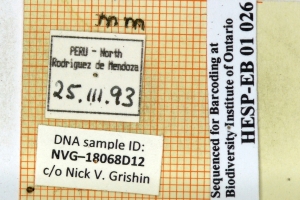 mm
PERU - North
Rodriguez de Mendoza
25.III.93
DNA sample ID:
NVG–18068D12
c/o Nick V. Grishin
Sequenced for Barcoding at
Biodiversity Institute of Ontario
HESP-EB 01 026